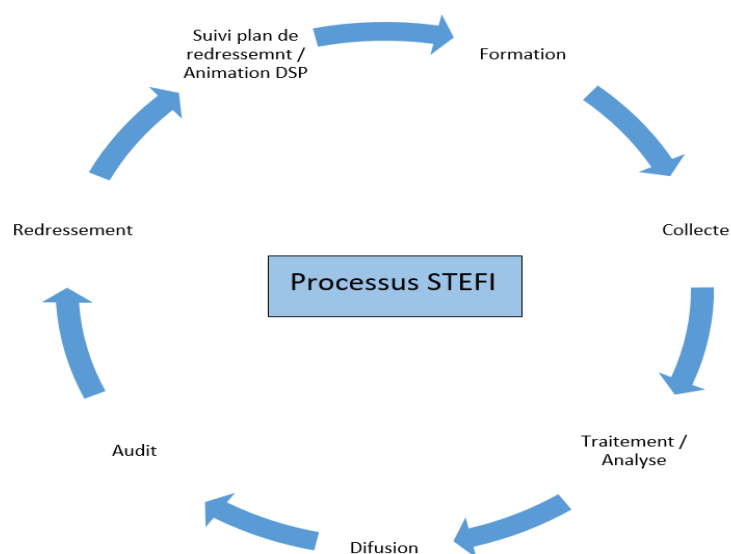 Suivi plan de
redressemnt /
Animation DSP
Formation
Collecte
Traitement /
Analyse
Difusion
Audit
Redressement
Processus STEFI